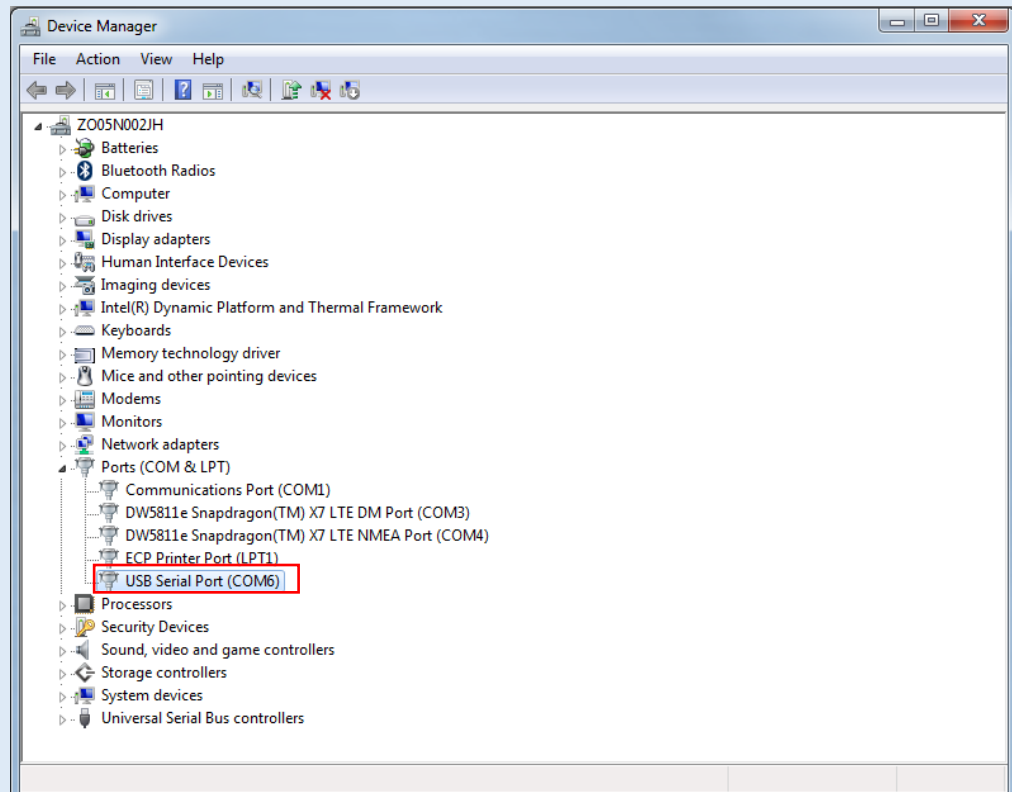 Device Manager
File Action View Help
ZO05N002JH
Batteries
Bluetooth Radios
Computer
Disk drives
Display adapters
Human Interface Devices
Imaging devices
Intel(R) Dynamic Platform and Thermal Framework
Keyboards
Memory technology driver
Mice and other pointing devices
Modems
Monitors
Network adapters
Ports (COM & LPT)
Communications Port (COM1)
DW5811e Snapdragon(TM) X7 LTE DM Port (COM3)
DW5811e Snapdragon(TM) X7 LTE NMEA Port (COM4)
ECP Printer Port (LPT1)
USB Serial Port (COM6)
Processors
Security Devices
Sound, video and game controllers
Storage controllers
System devices
Universal Serial Bus controllers